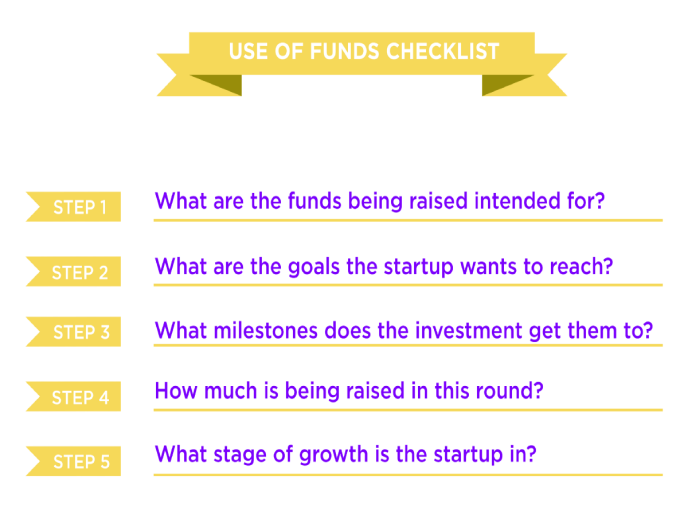 USE OF FUNDS CHECKLIST
STEP 1 What are the funds being raised intended for?
STEP 2 What are the goals the startup wants to reach?
STEP 3 What milestones does the investment get them to?
STEP 4 How much is being raised in this round?
STEP 5 What stage of growth is the startup in?